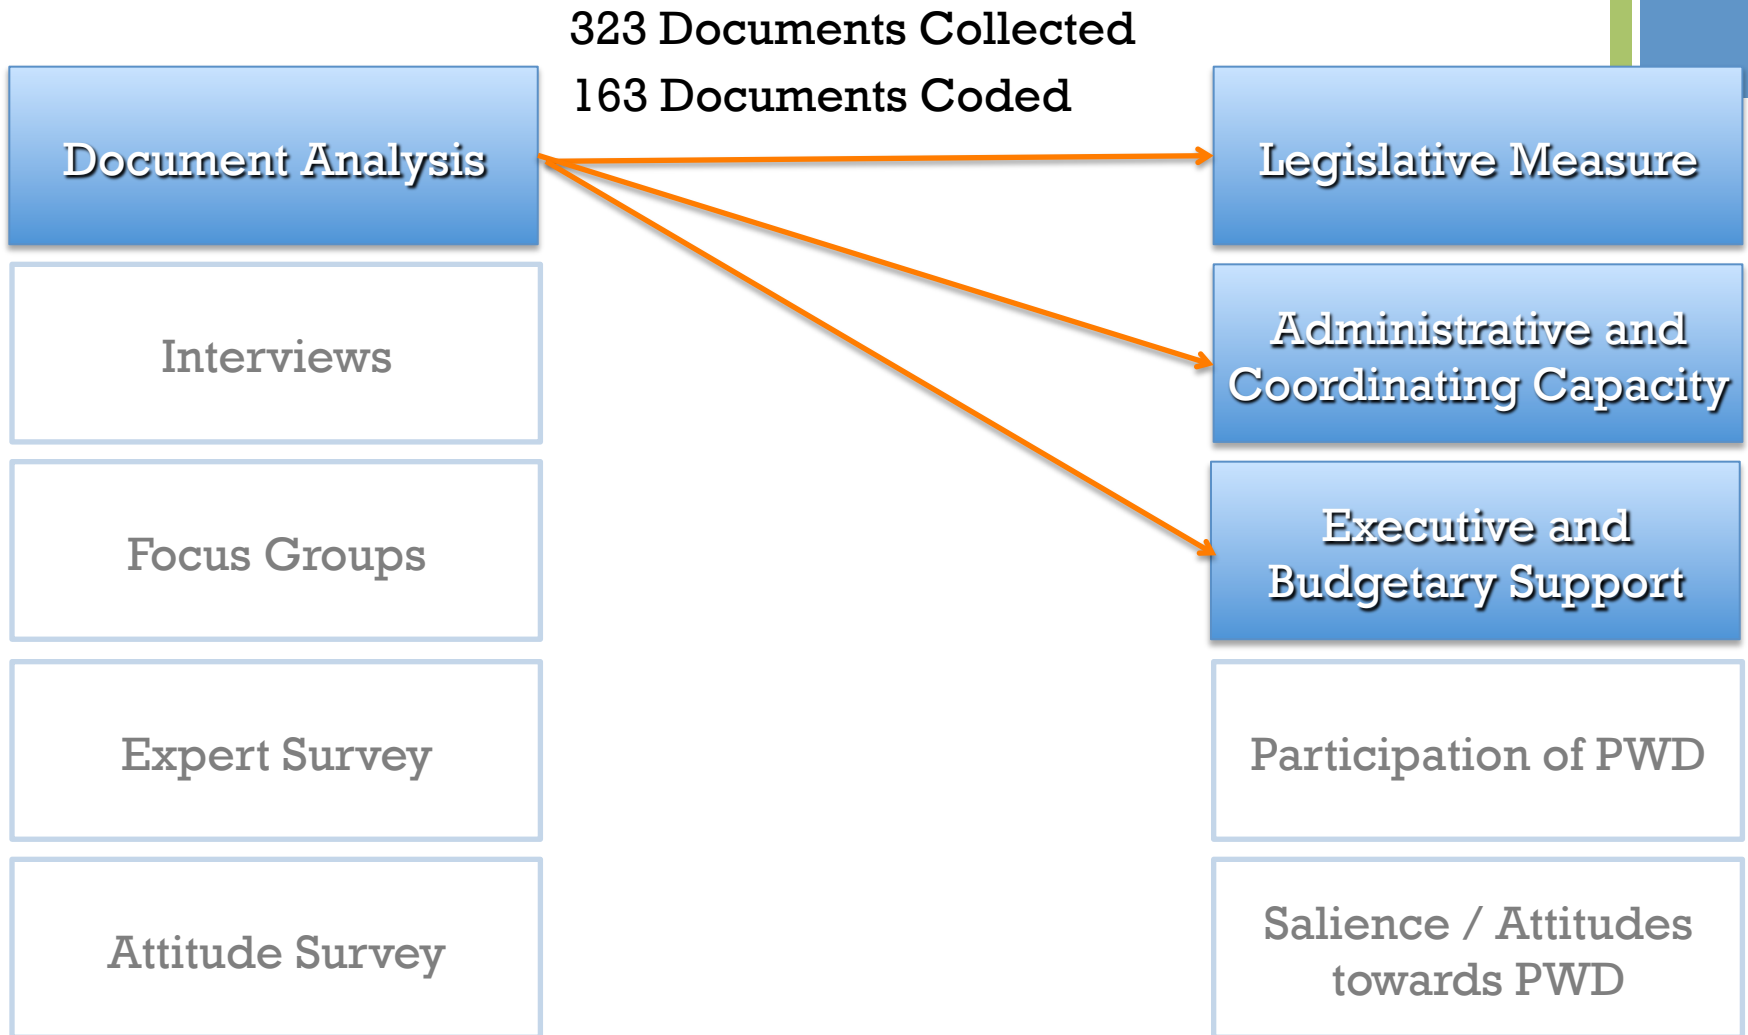 323 Documents Collected
163 Documents Coded
Document Analysis
Legislative Measure
Interviews
Administrative and
Coordinating Capacity
Focus Groups
Executive and
Budgetary Support
Expert Survey
Participation of PWD
Attitude Survey
Salience / Attitudes
towards PWD